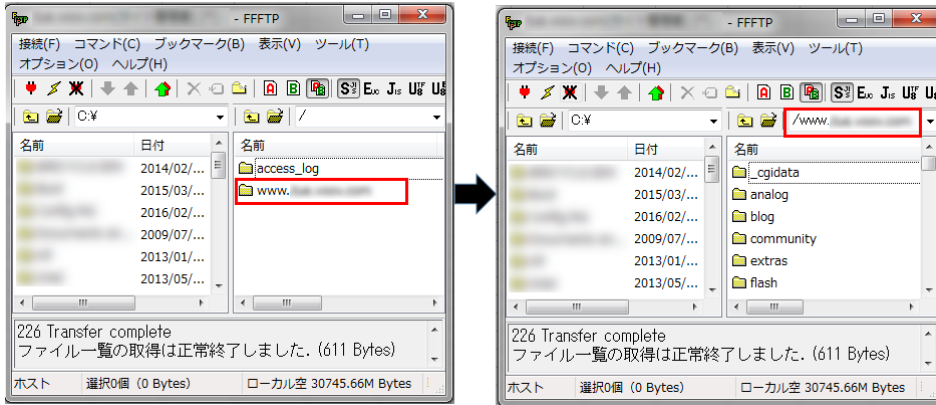 - FFFTP
接続(F) コマンド(C) ブックマーク(B) 表示(V) ツール(T)
オプション(O) ヘルプ(H)
C:¥
/
名前 日付
名前
2014/02/...
access_log
2015/03/...
www.
2016/02/...
2009/07/...
2013/01/...
2013/05/...
226 Transfer complete
ファイル一覧の取得は正常終了しました. (611 Bytes)
ホスト 選択0個 (0 Bytes) ローカル空 30745.66M Bytes
- FFFTP
接続(F) コマンド(C) ブックマーク(B) 表示(V) ツール(T)
オプション(O) ヘルプ(H)
C:¥
/www.
名前 日付
名前
2014/02/...
_cgidata
2015/03/...
analog
2016/02/...
blog
2009/07/...
community
2013/01/...
extras
2013/05/...
flash
226 Transfer complete
ファイル一覧の取得は正常終了しました. (611 Bytes)
ホスト 選択0個 (0 Bytes) ローカル空 30745.66M Bytes